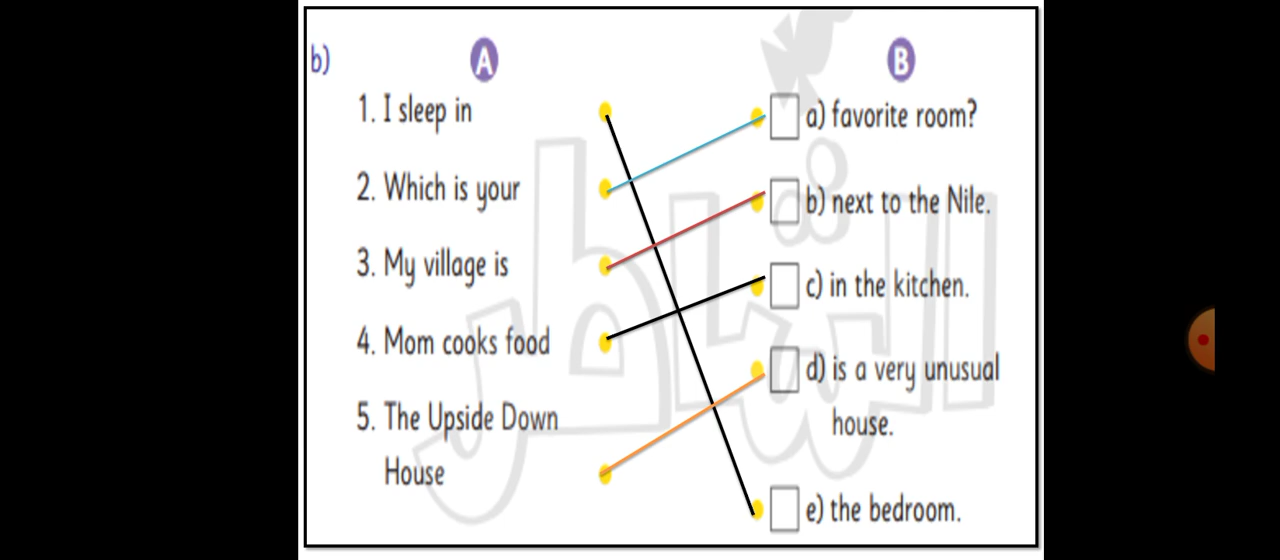 b)
A
B
1. I sleep in
a) favorite room?
2. Which is your
b) next to the Nile.
3. My village is
c) in the kitchen.
4. Mom cooks food
d) is a very unusual
house.
5. The Upside Down
House
e) the bedroom.